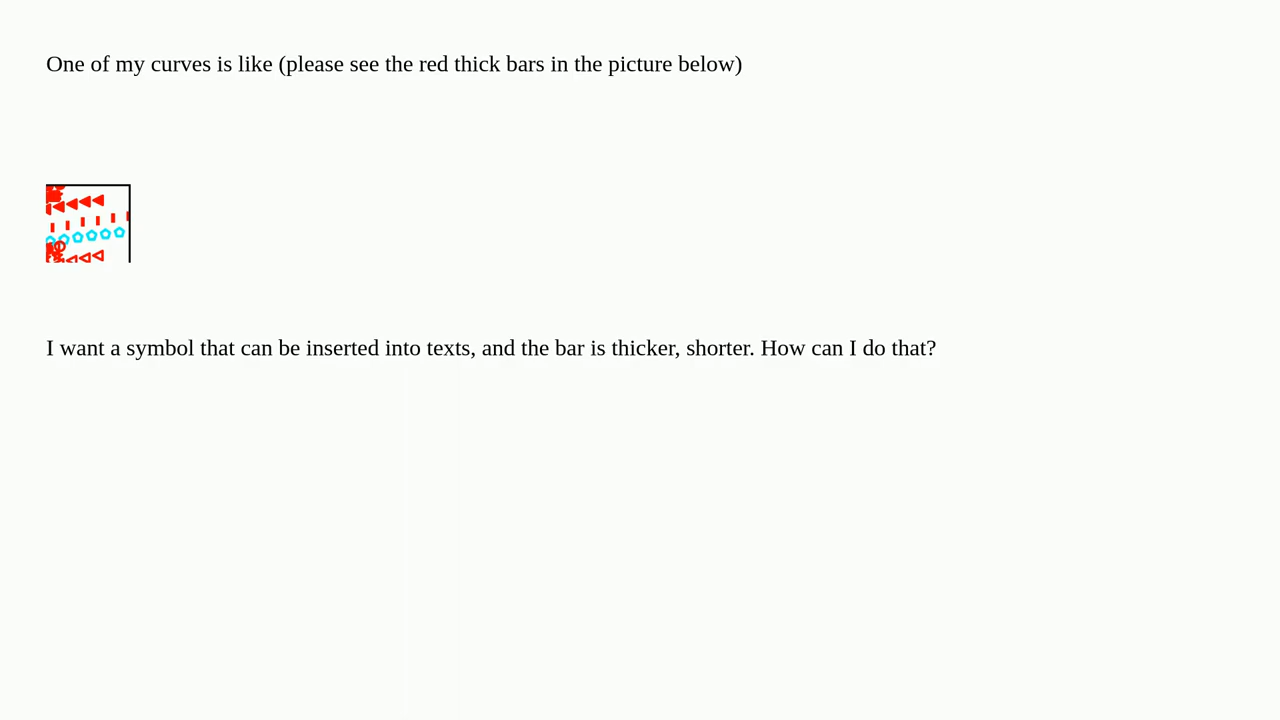 One of my curves is like (please see the red thick bars in the picture below)
I want a symbol that can be inserted into texts, and the bar is thicker, shorter. How can I do that?